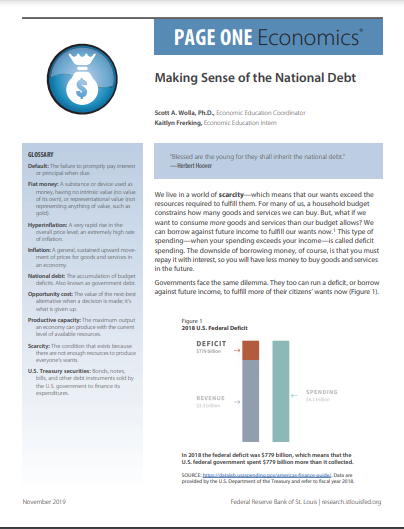 PAGE ONE Economics®
Making Sense of the National Debt
Scott A. Wolla, Ph.D., Economic Education Coordinator
Kaitlyn Frerking, Economic Education Intern
GLOSSARY
Default: The failure to promptly pay interest
or principal when due.
Fiat money: A substance or device used as
money, having no intrinsic value (no value
of its own), or representational value (not
representing anything of value, such as
gold).
Hyperinflation: A very rapid rise in the
overall price level; an extremely high rate
of inflation.
Inflation: A general, sustained upward move-
ment of prices for goods and services in
an economy.
National debt: The accumulation of budget
deficits. Also known as government debt.
Opportunity cost: The value of the next-best
alternative when a decision is made; it's
what is given up.
Productive capacity: The maximum output
an economy can produce with the current
level of available resources.
Scarcity: The condition that exists because
there are not enough resources to produce
everyone's wants.
U.S. Treasury securities: Bonds, notes,
bills, and other debt instruments sold by
the U.S. government to finance its
expenditures.
"Blessed are the young for they shall inherit the national debt."
—Herbert Hoover
We live in a world of scarcity—which means that our wants exceed the
resources required to fulfill them. For many of us, a household budget
constrains how many goods and services we can buy. But, what if we
want to consume more goods and services than our budget allows? We
can borrow against future income to fulfill our wants now.¹ This type of
spending—when your spending exceeds your income—is called deficit
spending. The downside of borrowing money, of course, is that you must
repay it with interest, so you will have less money to buy goods and services
in the future.
Governments face the same dilemma. They too can run a deficit, or borrow
against future income, to fulfill more of their citizens' wants now (Figure 1).
Figure 1
2018 U.S. Federal Deficit
DEFICIT
$779 billion
REVENUE
$3.3 trillion
SPENDING
$4.1 trillion
In 2018 the federal deficit was $779 billion, which means that the
U.S. federal government spent $779 billion more than it collected.
SOURCE: https://datalab.usaspending.gov/americas-finance-guide/. Data are
provided by the U.S. Department of the Treasury and refer to fiscal year 2018.
November 2019
Federal Reserve Bank of St. Louis | research.stlouisfed.org